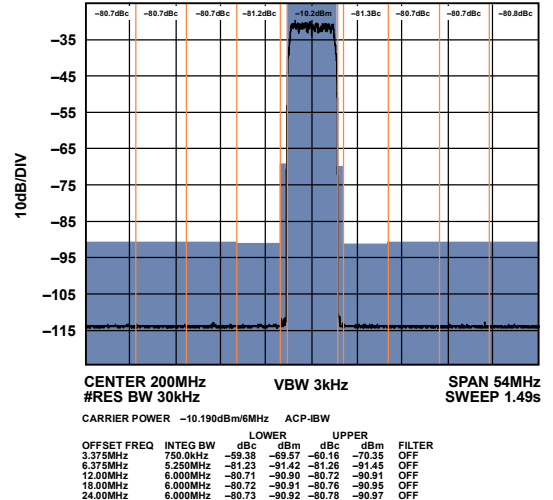 −80.7dBc −80.7dBc −80.7dBc −81.2dBc −10.2dBm −81.3Bc −80.7dBc −80.7dBc −80.8dBc
−35
−45
−55
−65
−75
−85
−95
−105
−115
10dB/DIV
CENTER 200MHz VBW 3kHz SPAN 54MHz
#RES BW 30kHz SWEEP 1.49s
CARRIER POWER −10.190dBm/6MHz ACP-IBW
LOWER UPPER
OFFSET FREQ INTEG BW dBc dBm dBc dBm FILTER
3.375MHz 750.0kHz −59.38 −69.57 −60.16 −70.35 OFF
6.375MHz 5.250MHz −81.23 −91.42 −81.26 −91.45 OFF
12.00MHz 6.000MHz −80.71 −90.90 −80.72 −90.91 OFF
18.00MHz 6.000MHz −80.72 −90.91 −80.76 −90.95 OFF
24.00MHz 6.000MHz −80.73 −90.92 −80.78 −90.97 OFF